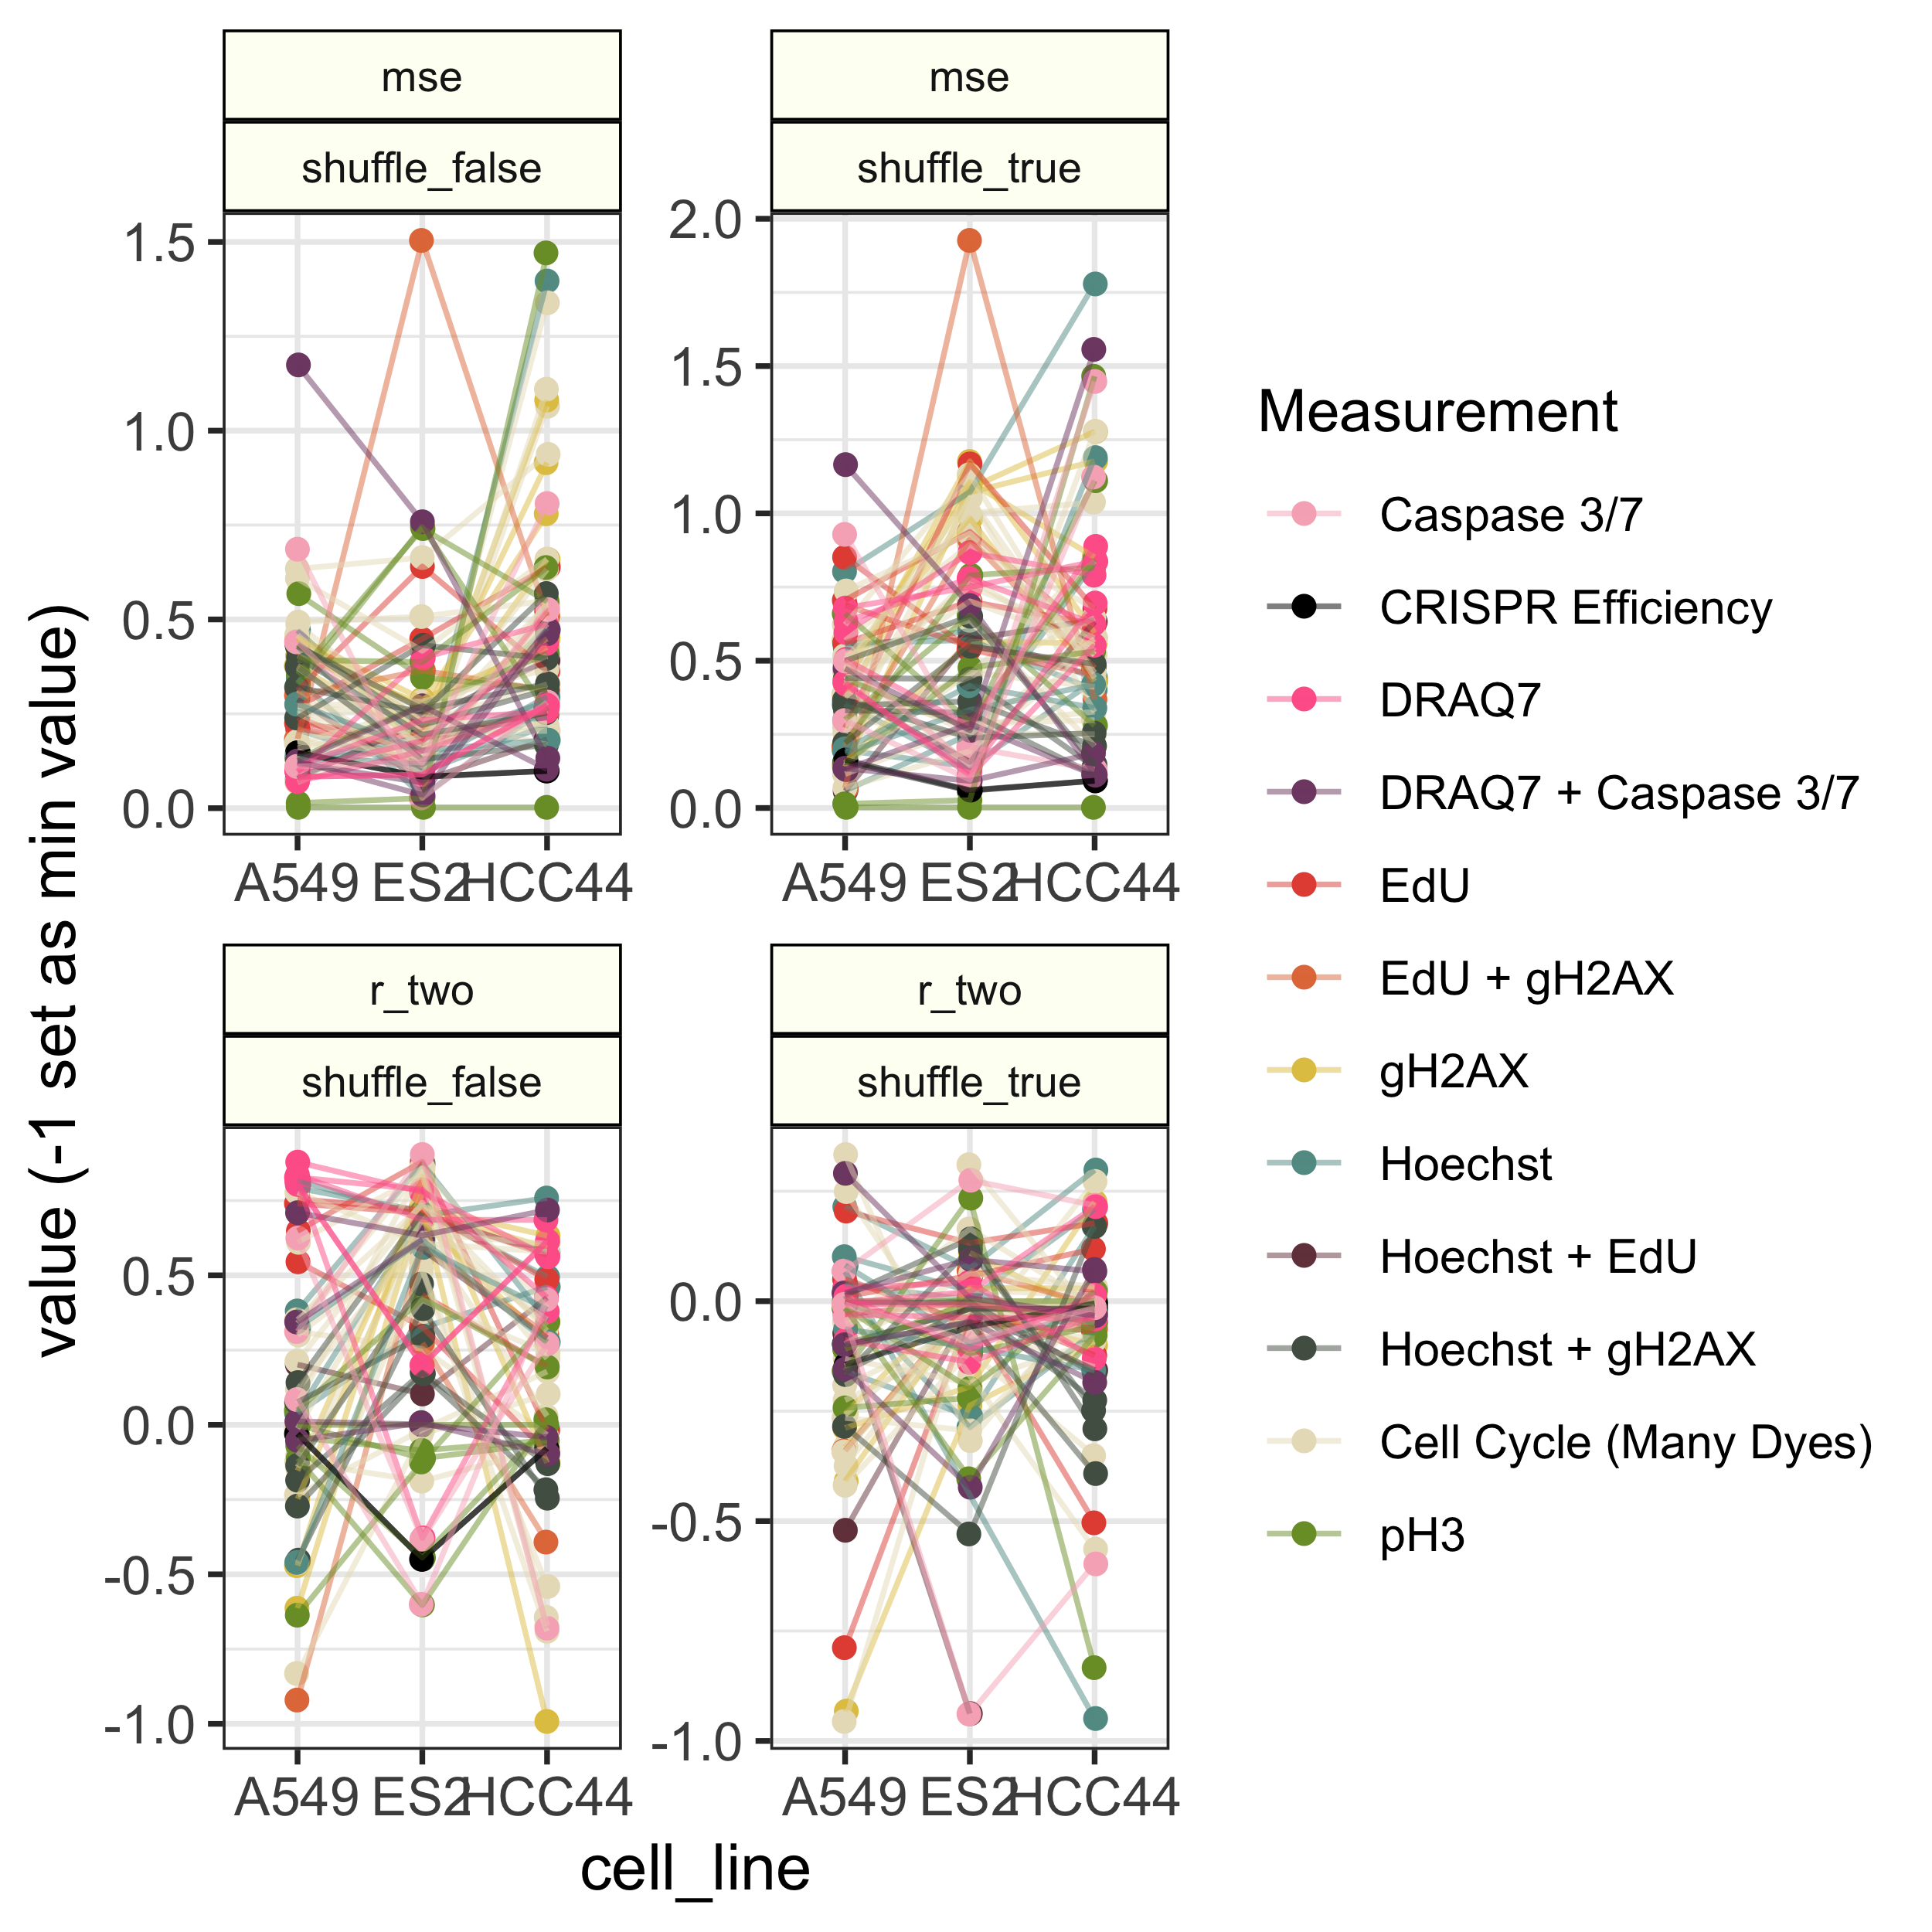 mse
mse
shuffle_false
shuffle_true
1.5
1.0
0.5
0.0
2.0
1.5
1.0
0.5
0.0
A549 ES2 HCC44
A549 ES2 HCC44
r_two
r_two
shuffle_false
shuffle_true
0.5
0.0
-0.5
-1.0
0.0
-0.5
-1.0
A549 ES2 HCC44
A549 ES2 HCC44
cell_line
value (-1 set as min value)
Measurement
Caspase 3/7
CRISPR Efficiency
DRAQ7
DRAQ7 + Caspase 3/7
EdU
EdU + gH2AX
gH2AX
Hoechst
Hoechst + EdU
Hoechst + gH2AX
Cell Cycle (Many Dyes)
pH3